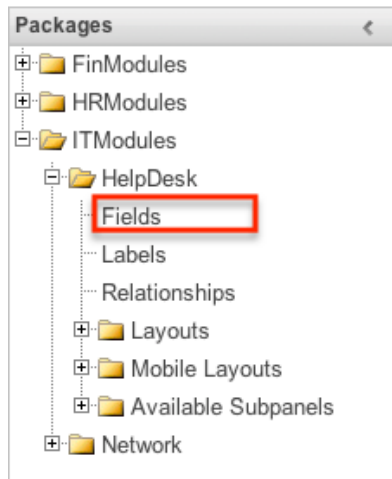 Packages
FinModules
HRModules
ITModules
HelpDesk
Fields
Labels
Relationships
Layouts
Mobile Layouts
Available Subpanels
Network